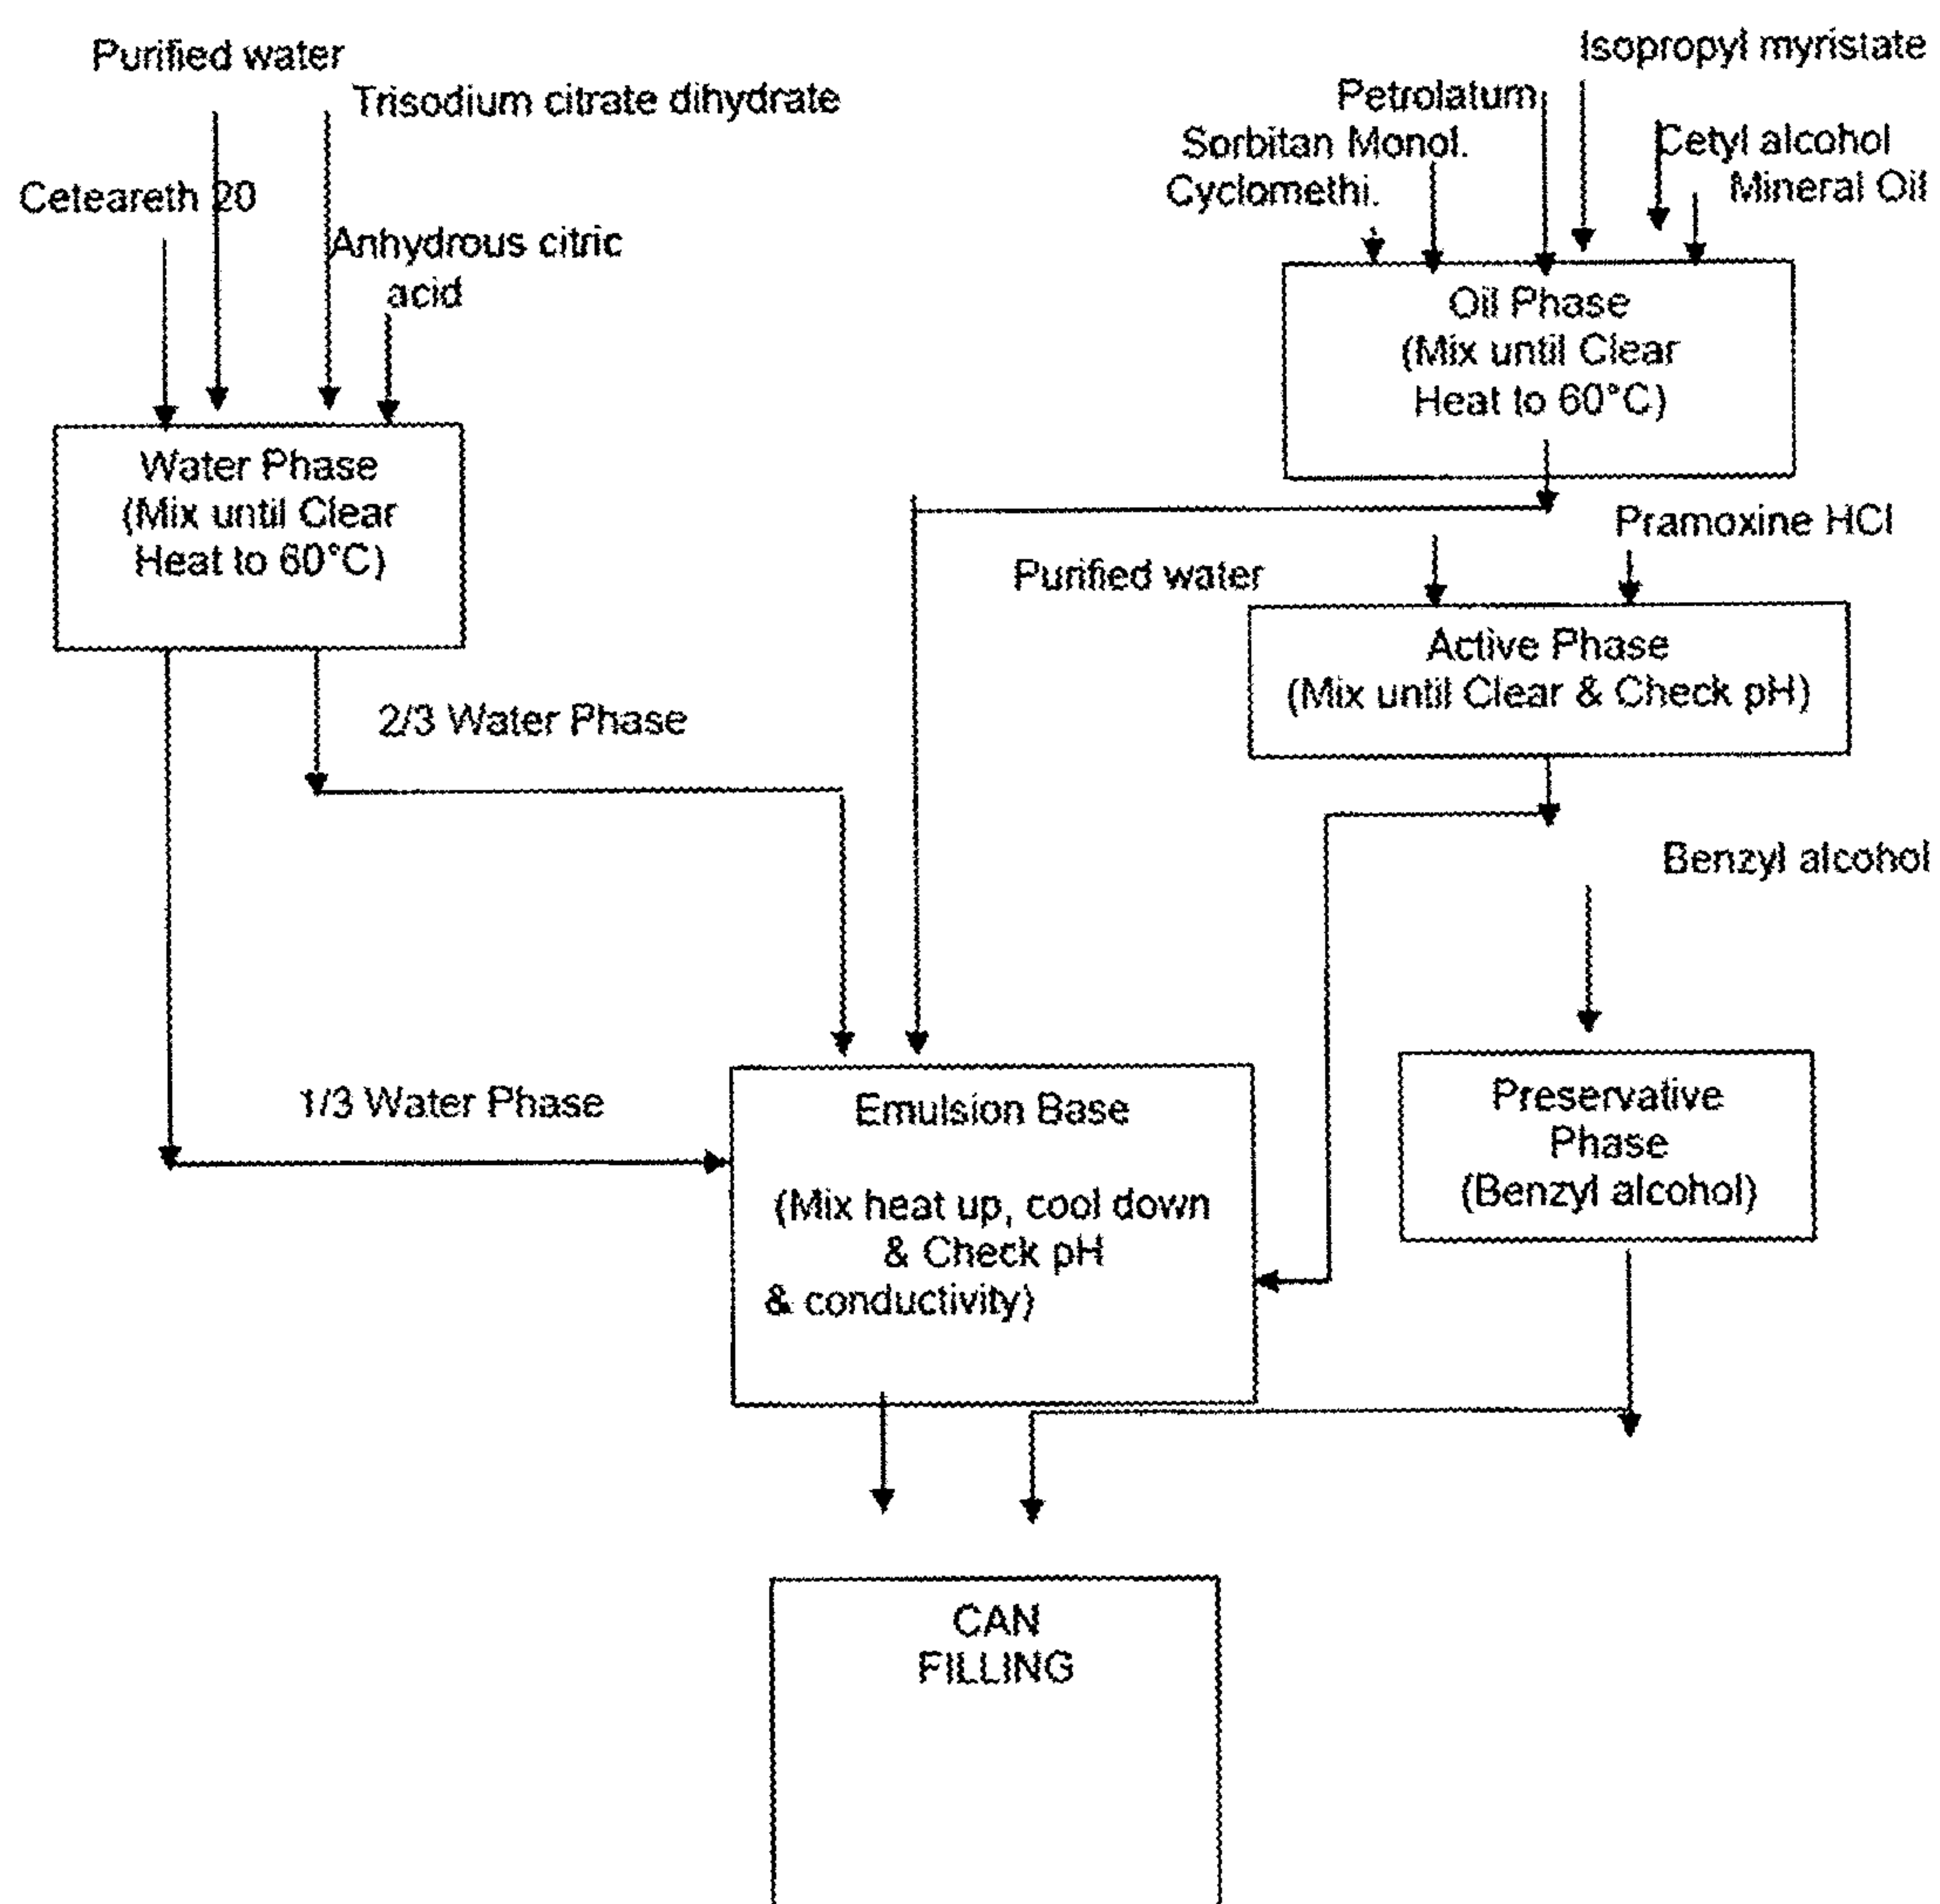 Purified water
Trisodium citrate dihydrate
Ceteareth 20
Anhydrous citric
acid
Water Phase
(Mix until Clear
Heat to 60°C)
Isopropyl myristate
Petrolatum
Sorbitan Monol.
Cyclomethi.
Cetyl alcohol
Mineral Oil
Oil Phase
(Mix until Clear
Heat to 60°C)
Pramoxine HCl
Purified water
Active Phase
(Mix until Clear & Check pH)
2/3 Water Phase
Benzyl alcohol
1/3 Water Phase
Emulsion Base
(Mix heat up, cool down
& Check pH
& conductivity)
Preservative
Phase
(Benzyl alcohol)
CAN
FILLING